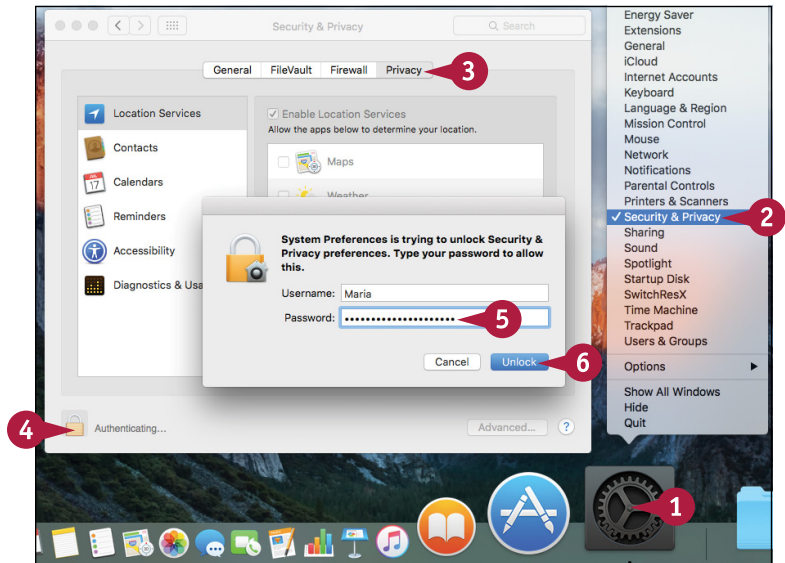 Security & Privacy
Search
General FileVault Firewall Privacy
3
Location Services
Contacts
JUL
17
Calendars
Reminders
Accessibility
Diagnostics & Usa
Enable Location Services
Allow the apps below to determine your location.
Maps
Weather
System Preferences is trying to unlock Security &
Privacy preferences. Type your password to allow
this.
Username: Maria
Password: •••••••••••••••••••••
5
Cancel Unlock
6
4
Authenticating...
Advanced... ?
Energy Saver
Extensions
General
iCloud
Internet Accounts
Keyboard
Language & Region
Mission Control
Mouse
Network
Notifications
Parental Controls
Printers & Scanners
✓ Security & Privacy
2
Sharing
Sound
Spotlight
Startup Disk
SwitchResX
Time Machine
Trackpad
Users & Groups
Options
Show All Windows
Hide
Quit
1